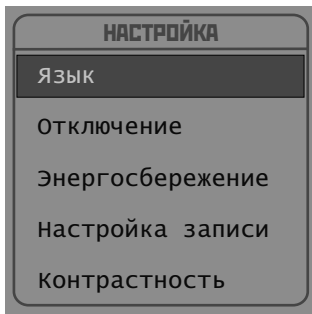 НАСТРОЙКА
Язык
Отключение
Энергосбережение
Настройка записи
Контрастность